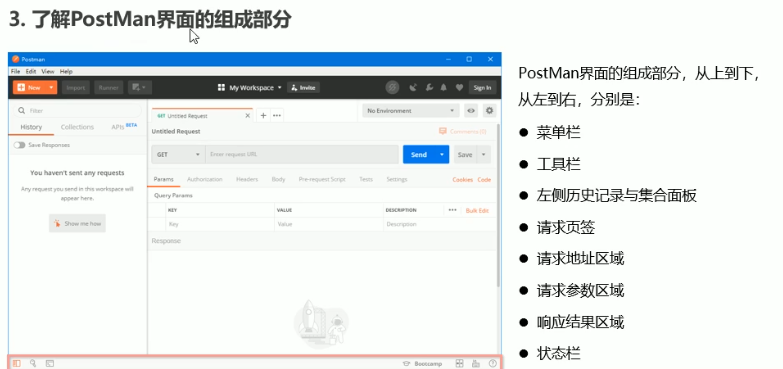 3. 了解PostMan界面的组成部分
Postman
File Edit View Help
New Import Runner My Workspace Invite Sign In
Filter
History Collections APIs BETA
Save Responses
You haven't sent any requests
Any request you send in this workspace will
appear here.
Show me how
GET Untitled Request
No Environment
Untitled Request Comments (0)
GET Enter request URL Send Save
Params Authorization Headers Body Pre-request Script Tests Settings Cookies Code
Query Params
KEY VALUE DESCRIPTION Bulk Edit
Key Value Description
Response
Bootcamp
PostMan界面的组成部分，从上到下，
从左到右，分别是：
● 菜单栏
● 工具栏
● 左侧历史记录与集合面板
● 请求页签
● 请求地址区域
● 请求参数区域
● 响应结果区域
● 状态栏